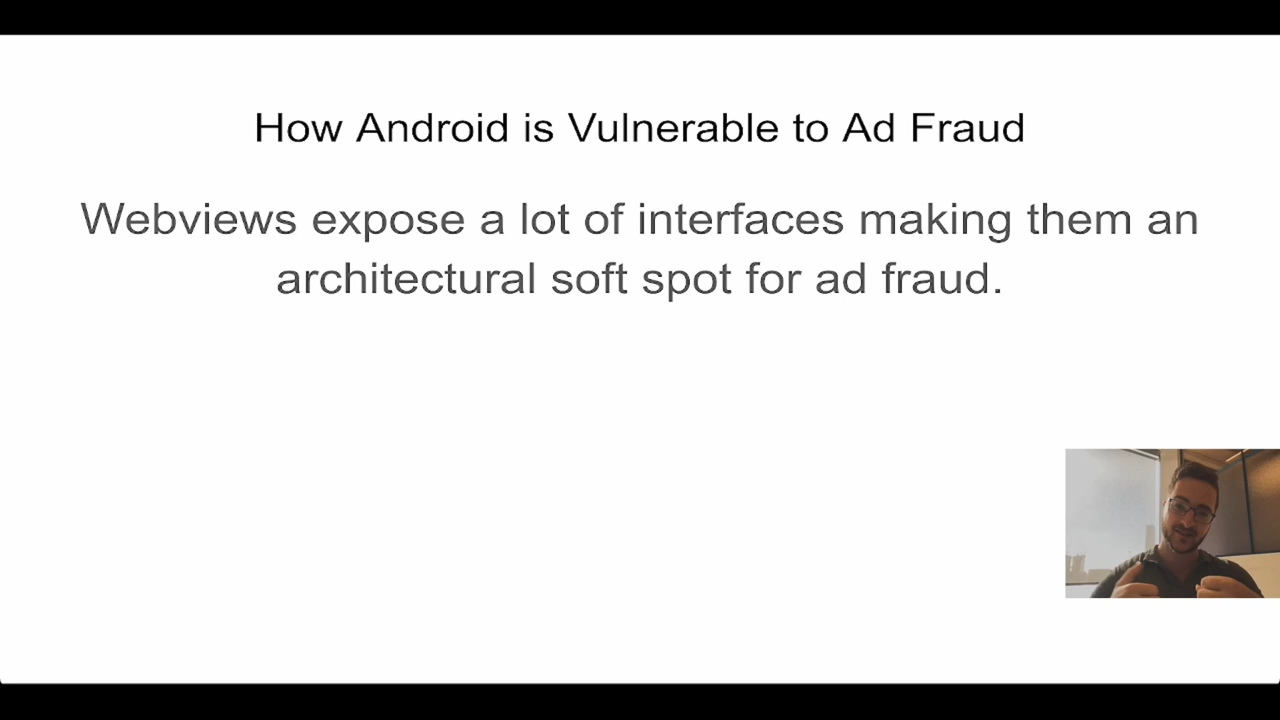 How Android is Vulnerable to Ad Fraud
Webviews expose a lot of interfaces making them an
architectural soft spot for ad fraud.